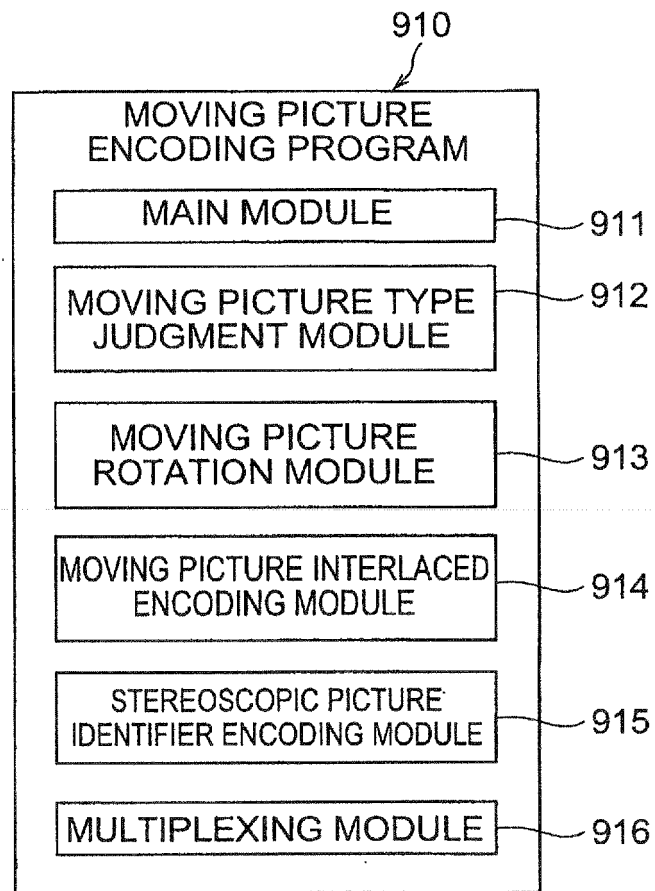 910
MOVING PICTURE
ENCODING PROGRAM
MAIN MODULE
911
MOVING PICTURE TYPE
JUDGMENT MODULE
912
MOVING PICTURE
ROTATION MODULE
913
MOVING PICTURE INTERLACED
ENCODING MODULE
914
STEREOSCOPIC PICTURE
IDENTIFIER ENCODING MODULE
915
MULTIPLEXING MODULE
916